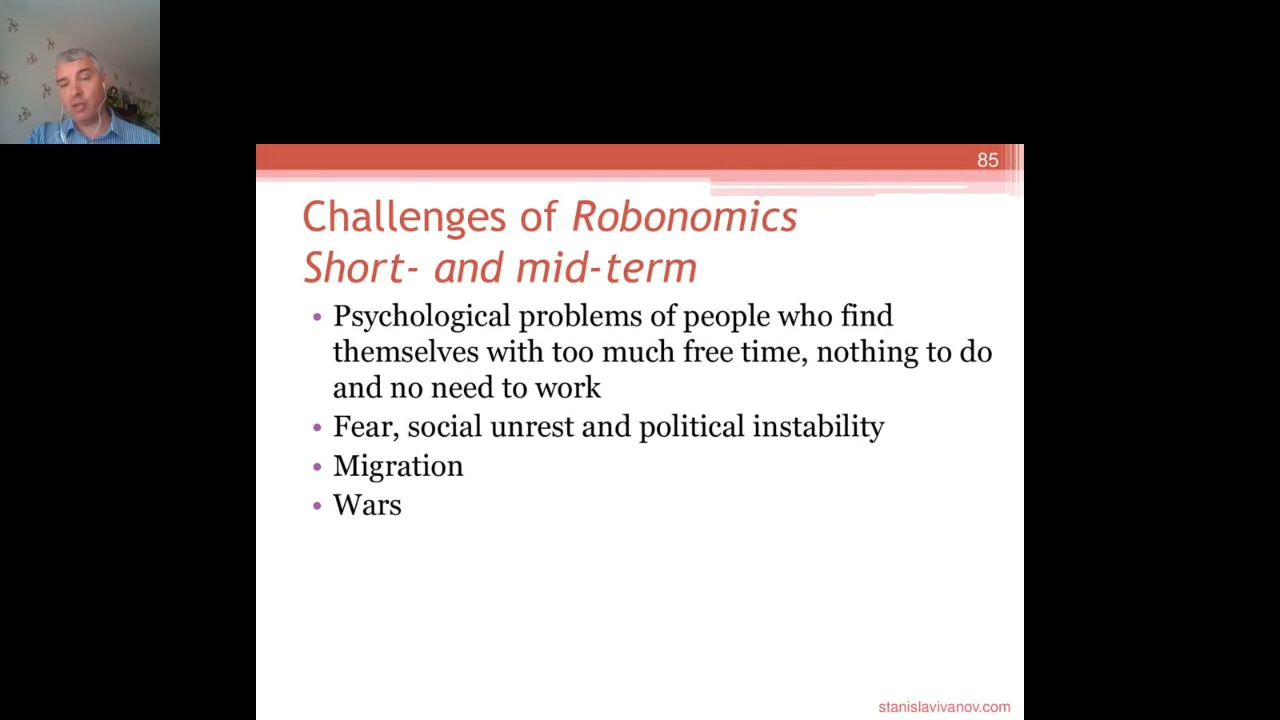 85
Challenges of Robonomics
Short- and mid-term
• Psychological problems of people who find
themselves with too much free time, nothing to do
and no need to work
• Fear, social unrest and political instability
• Migration
• Wars
stanislavivanov.com